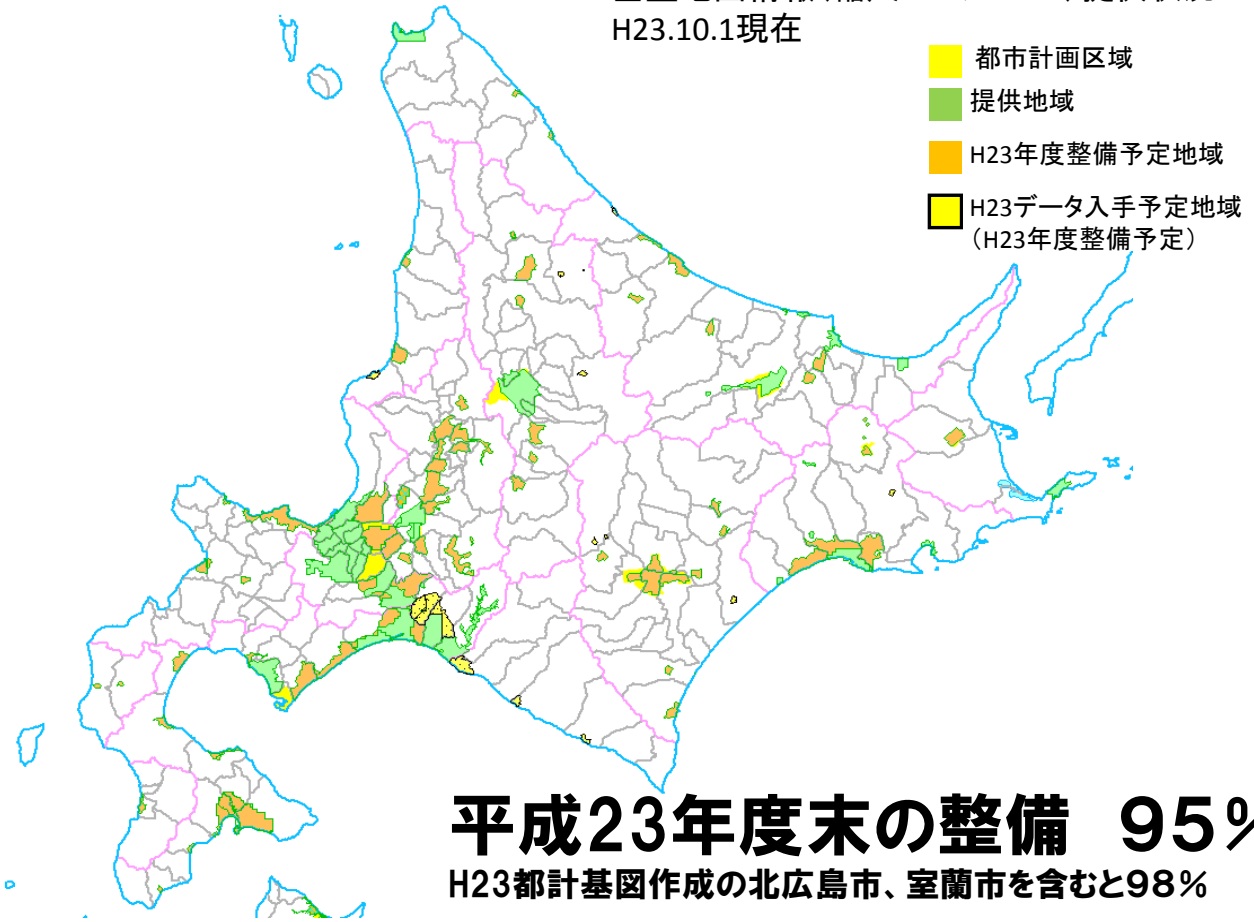 H23.10.1現在
都市計画区域
提供地域
H23年度整備予定地域
H23データ入手予定地域
（H23年度整備予定）
平成23年度末の整備　95%
H23都計基図作成の北広島市、室蘭市を含むと98%